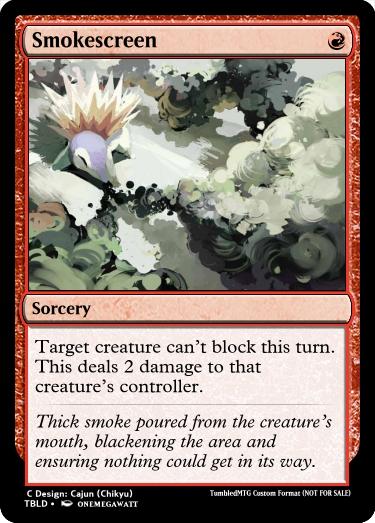 Smokescreen
Sorcery
Target creature can't block this turn.
This deals 2 damage to that
creature's controller.
Thick smoke poured from the creature's
mouth, blackening the area and
ensuring nothing could get in its way.
C Design: Cajun (Chikyu)
TumbledMTG Custom Format (NOT FOR SALE)
TBLD • ONEMEGAWATT